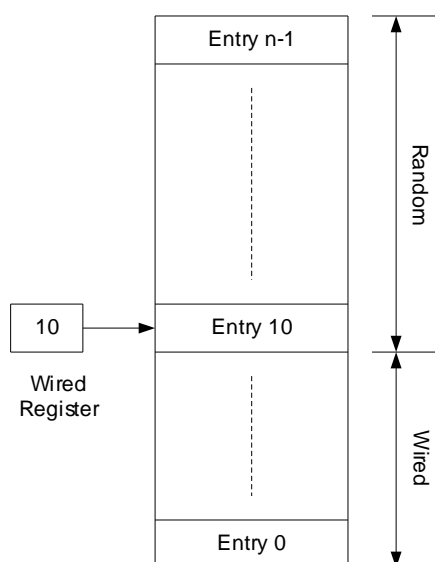 Entry n-1
Random
10
Entry 10
Wired
Register
Wired
Entry 0